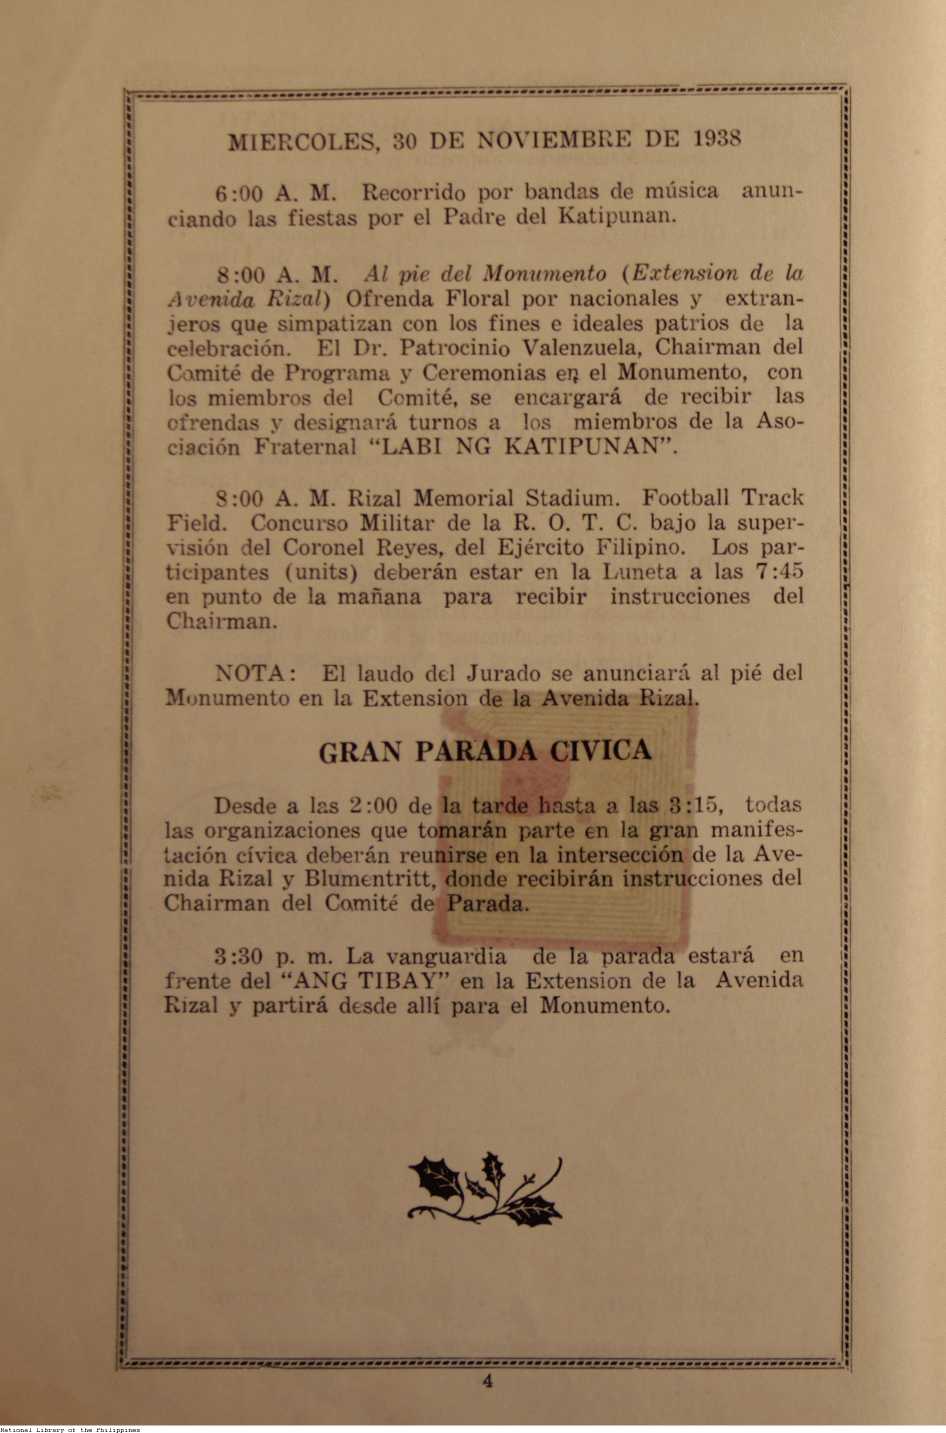 MIERCOLES, 30 DE NOVIEMBRE DE 1938
6:00 A. M. Recorrido por bandas de música anun-
ciando las fiestas por el Padre del Katipunan.
8:00 A. M. Al pie del Monumento (Extension de la
Avenida Rizal) Ofrenda Floral por nacionales y extran-
jeros que simpatizan con los fines e ideales patrios de la
celebración. El Dr. Patrocinio Valenzuela, Chairman del
Comité de Programa y Ceremonias en el Monumento, con
los miembros del Comité, se encargará de recibir las
ofrendas y designará turnos a los miembros de la Aso-
ciación Fraternal “LABI NG KATIPUNAN”.
8:00 A. M. Rizal Memorial Stadium. Football Track
Field. Concurso Militar de la R. O. T. C. bajo la super-
visión del Coronel Reyes, del Ejército Filipino. Los par-
ticipantes (units) deberán estar en la Luneta a las 7:45
en punto de la mañana para recibir instrucciones del
Chairman.
NOTA: El laudo del Jurado se anunciará al pié del
Monumento en la Extension de la Avenida Rizal.
GRAN PARADA CIVICA
Desde a las 2:00 de la tarde hasta a las 3:15, todas
las organizaciones que tomarán parte en la gran manifes-
tación cívica deberán reunirse en la intersección de la Ave-
nida Rizal y Blumentritt, donde recibirán instrucciones del
Chairman del Comité de Parada.
3:30 p. m. La vanguardia de la parada estará en
frente del “ANG TIBAY” en la Extension de la Avenida
Rizal y partirá desde allí para el Monumento.
4
National Library of the Philippines